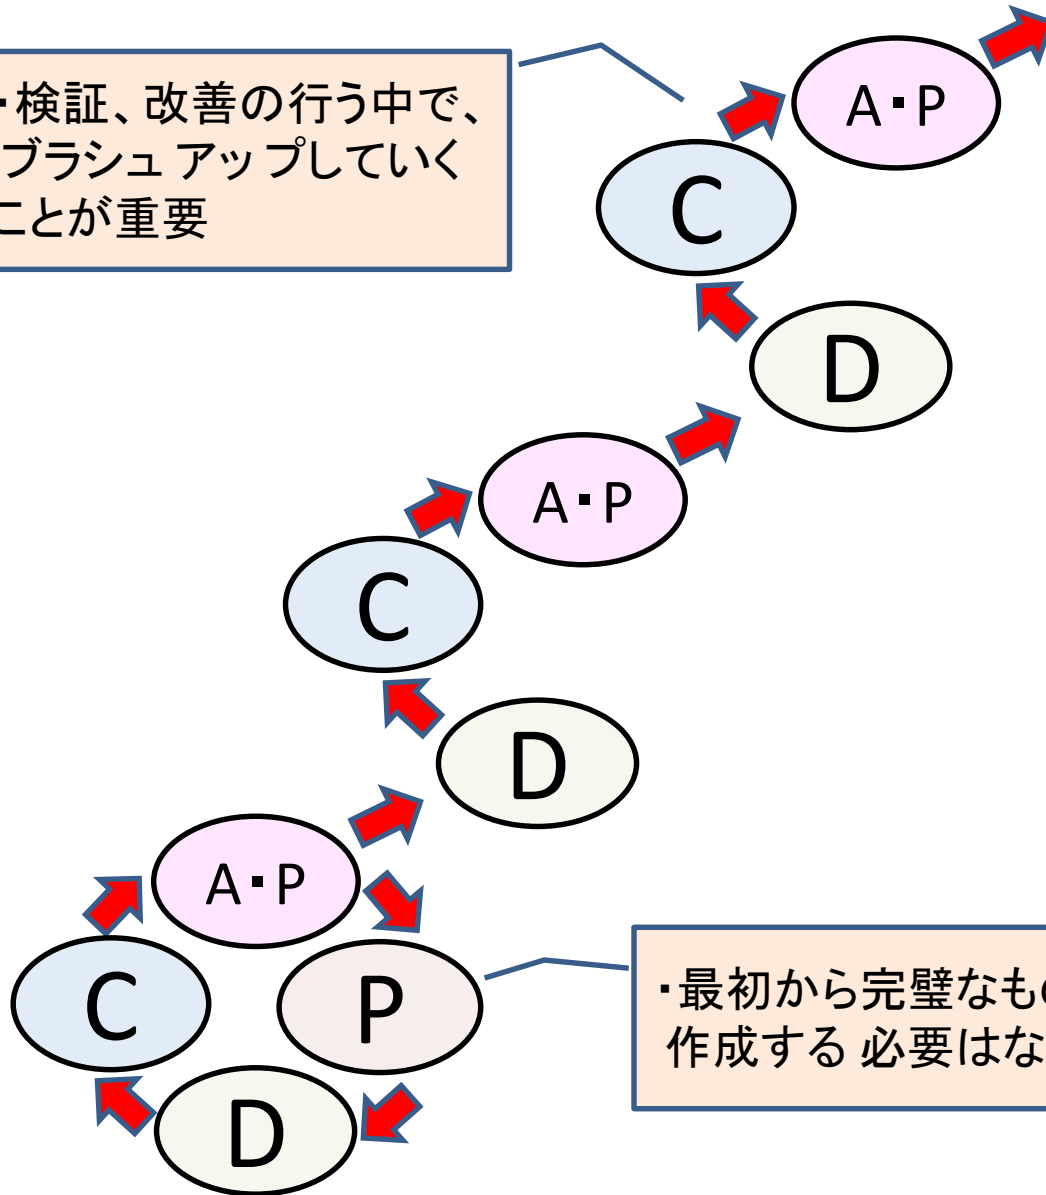 ・検証、改善の行う中で、
ブラシュ アップしていく
ことが重要
A・P
C
D
A・P
C
D
A・P
C
P
D
・最初から完璧なもの
作成する 必要はな